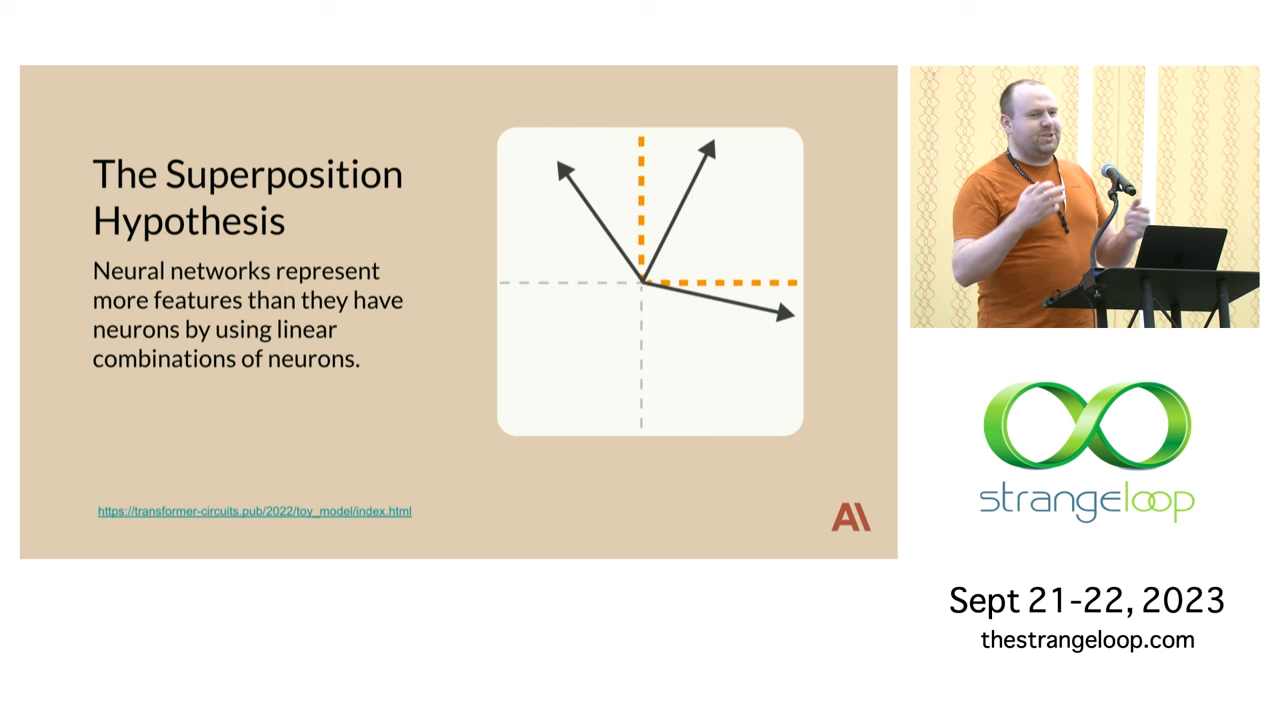 The Superposition
Hypothesis
Neural networks represent
more features than they have
neurons by using linear
combinations of neurons.
https://transformer-circuits.pub/2022/toy_model/index.html
AI
strangeloop
Sept 21-22, 2023
thestrangeloop.com